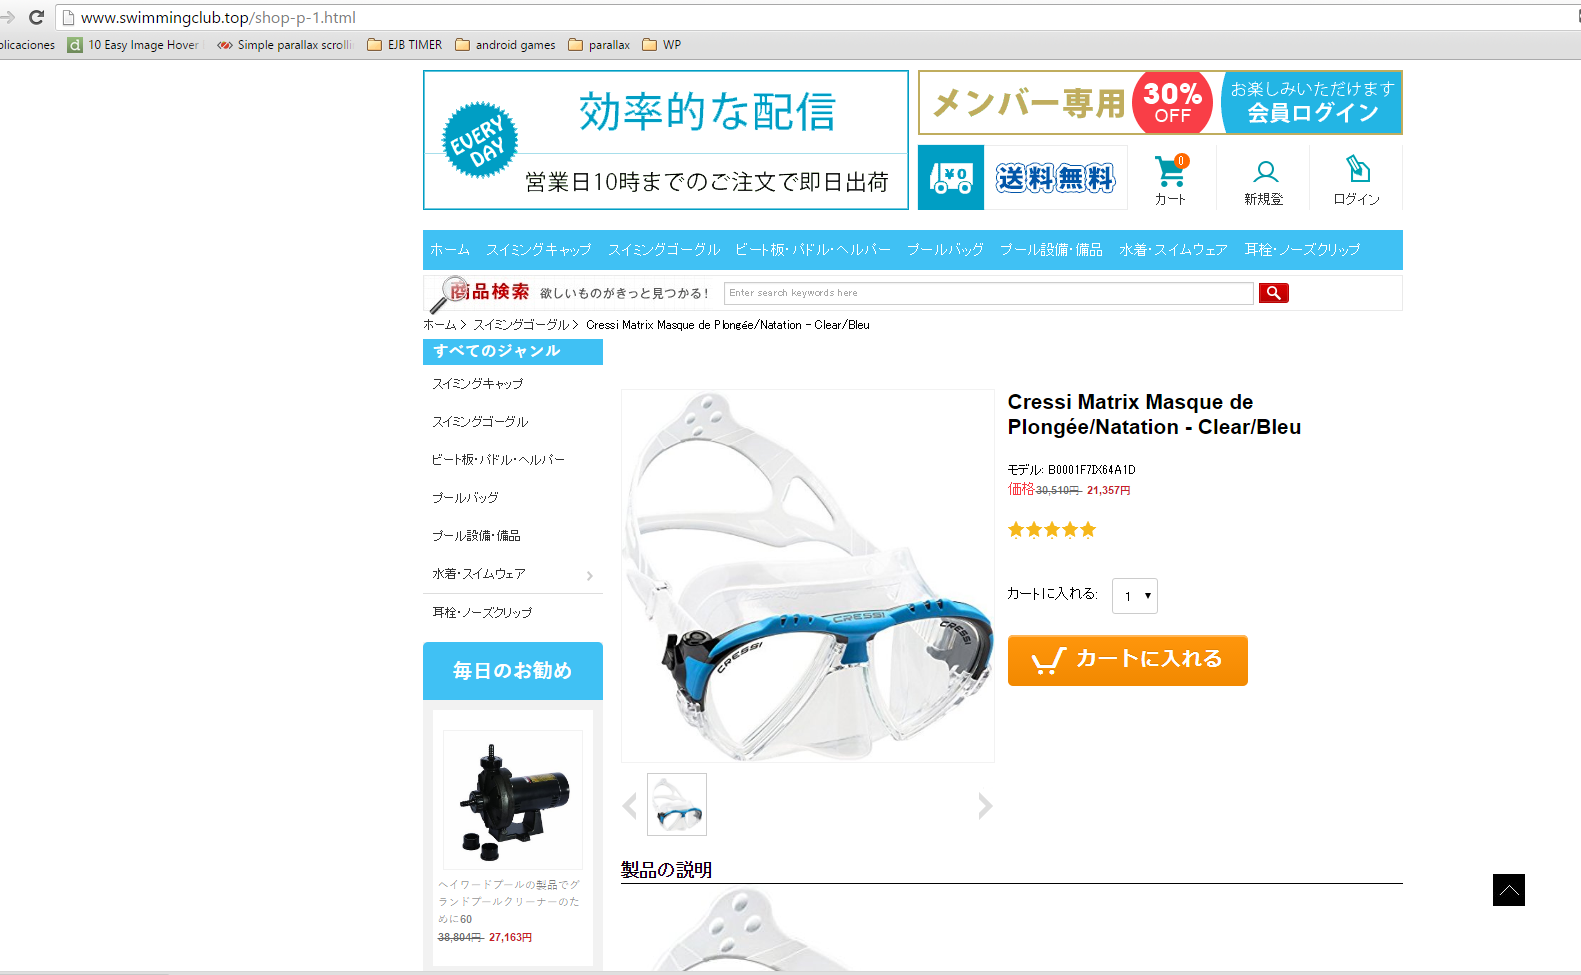 www.swimmingclub.top/shop-p-1.html
plicaciones
10 Easy Image Hover
Simple parallax scrolli
EJB TIMER
android games
parallax
WP
EVERY
DAY
効率的な配信
営業日10時までのご注文で即日出荷
メンバー専用
30%
OFF
お楽しみいただけます
会員ログイン
¥0
送料無料
0
カート
新規登
ログイン
ホーム スイミングキャップ スイミングゴーグル ビート板・パドル・ヘルパー プールバッグ プール設備・備品 水着・スイムウェア 耳栓・ノーズクリップ
商品検索 欲しいものがきっと見つかる！ Enter search keywords here
ホーム > スイミングゴーグル > Cressi Matrix Masque de Plongée/Natation - Clear/Bleu
すべてのジャンル
スイミングキャップ
スイミングゴーグル
ビート板・パドル・ヘルパー
プールバッグ
プール設備・備品
水着・スイムウェア
耳栓・ノーズクリップ
毎日のお勧め
ヘイワードプールの製品でグ
ランドプールクリーナーのた
めに60
38,804円 27,163円
CRESSI
CRESSI
CRESSI
Cressi Matrix Masque de
Plongée/Natation - Clear/Bleu
モデル: B0001F7IX64A1D
価格30,510円 21,357円
カートに入れる: 1
カートに入れる
製品の説明